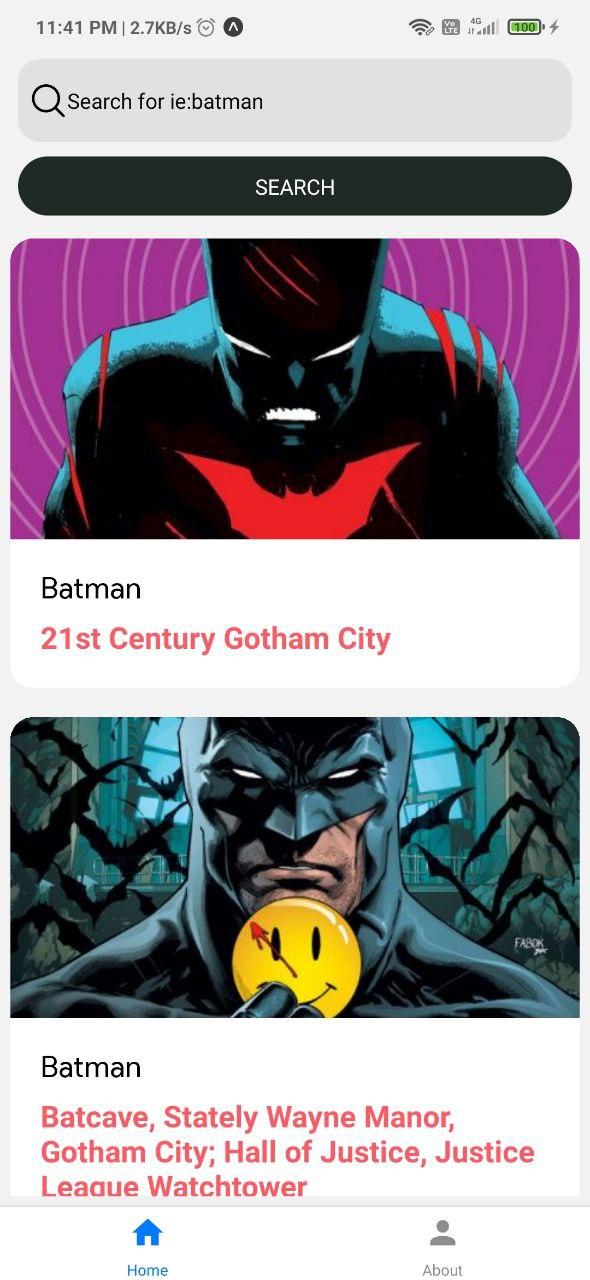 11:41 PM | 2.7KB/s
Vo LTE 4G 100
Search for ie:batman
SEARCH
Batman
21st Century Gotham City
FABOK
Batman
Batcave, Stately Wayne Manor,
Gotham City; Hall of Justice, Justice
League Watchtower
Home About